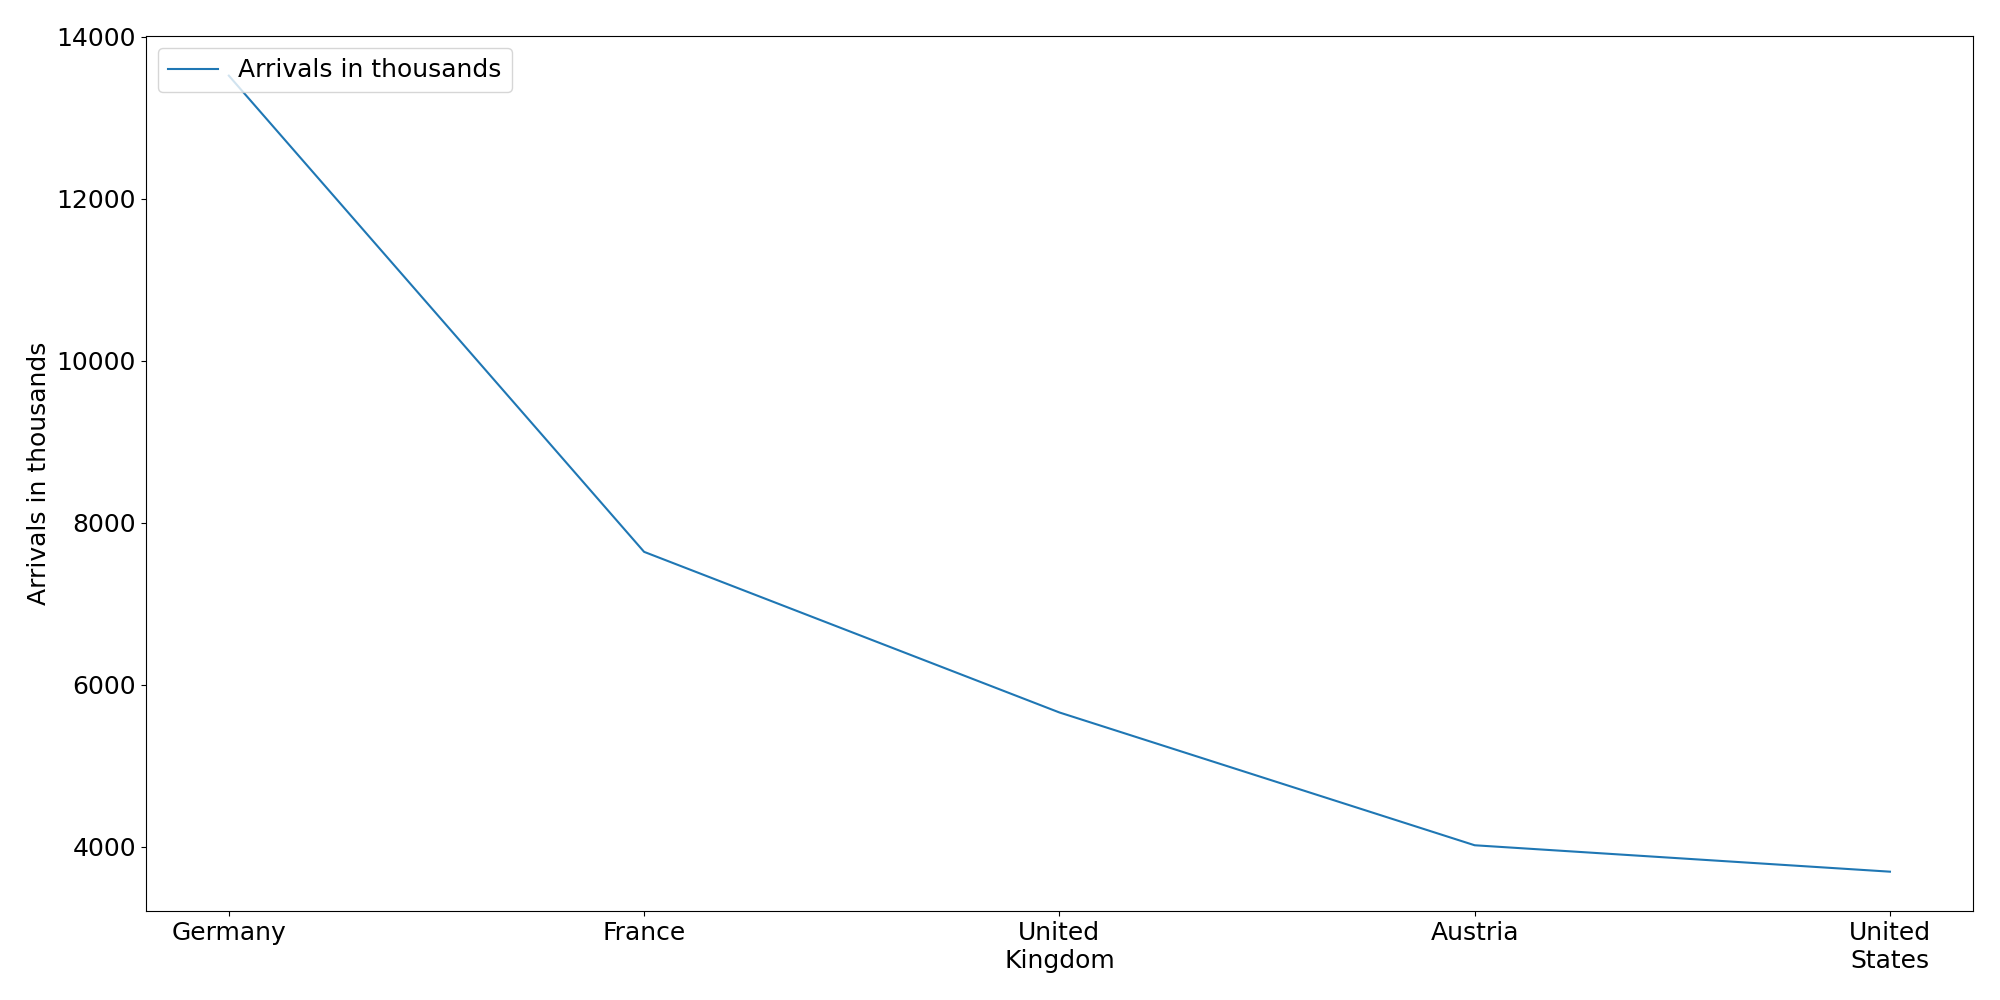 Arrivals in thousands
14000
12000
10000
8000
6000
4000
Arrivals in thousands
Germany
France
United
Kingdom
Austria
United
States